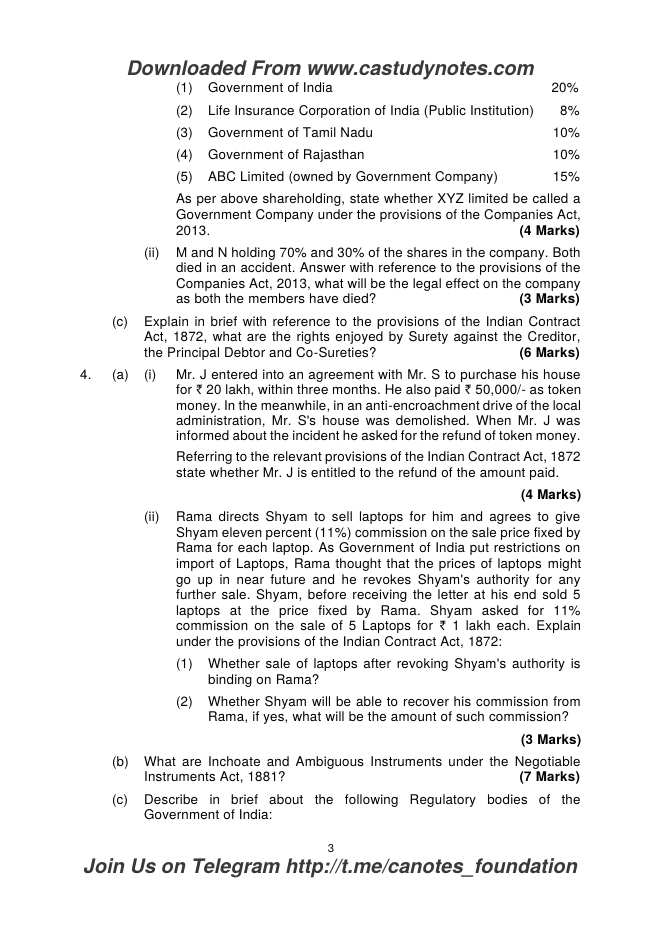 Downloaded From www.castudynotes.com
(1) Government of India 20%
(2) Life Insurance Corporation of India (Public Institution) 8%
(3) Government of Tamil Nadu 10%
(4) Government of Rajasthan 10%
(5) ABC Limited (owned by Government Company) 15%
As per above shareholding, state whether XYZ limited be called a
Government Company under the provisions of the Companies Act,
2013. (4 Marks)
(ii) M and N holding 70% and 30% of the shares in the company. Both
died in an accident. Answer with reference to the provisions of the
Companies Act, 2013, what will be the legal effect on the company
as both the members have died? (3 Marks)
(c) Explain in brief with reference to the provisions of the Indian Contract
Act, 1872, what are the rights enjoyed by Surety against the Creditor,
the Principal Debtor and Co-Sureties? (6 Marks)
4. (a) (i) Mr. J entered into an agreement with Mr. S to purchase his house
for ₹ 20 lakh, within three months. He also paid ₹ 50,000/- as token
money. In the meanwhile, in an anti-encroachment drive of the local
administration, Mr. S's house was demolished. When Mr. J was
informed about the incident he asked for the refund of token money.
Referring to the relevant provisions of the Indian Contract Act, 1872
state whether Mr. J is entitled to the refund of the amount paid.
(4 Marks)
(ii) Rama directs Shyam to sell laptops for him and agrees to give
Shyam eleven percent (11%) commission on the sale price fixed by
Rama for each laptop. As Government of India put restrictions on
import of Laptops, Rama thought that the prices of laptops might
go up in near future and he revokes Shyam's authority for any
further sale. Shyam, before receiving the letter at his end sold 5
laptops at the price fixed by Rama. Shyam asked for 11%
commission on the sale of 5 Laptops for ₹ 1 lakh each. Explain
under the provisions of the Indian Contract Act, 1872:
(1) Whether sale of laptops after revoking Shyam's authority is
binding on Rama?
(2) Whether Shyam will be able to recover his commission from
Rama, if yes, what will be the amount of such commission?
(3 Marks)
(b) What are Inchoate and Ambiguous Instruments under the Negotiable
Instruments Act, 1881? (7 Marks)
(c) Describe in brief about the following Regulatory bodies of the
Government of India:
3
Join Us on Telegram http://t.me/canotes_foundation